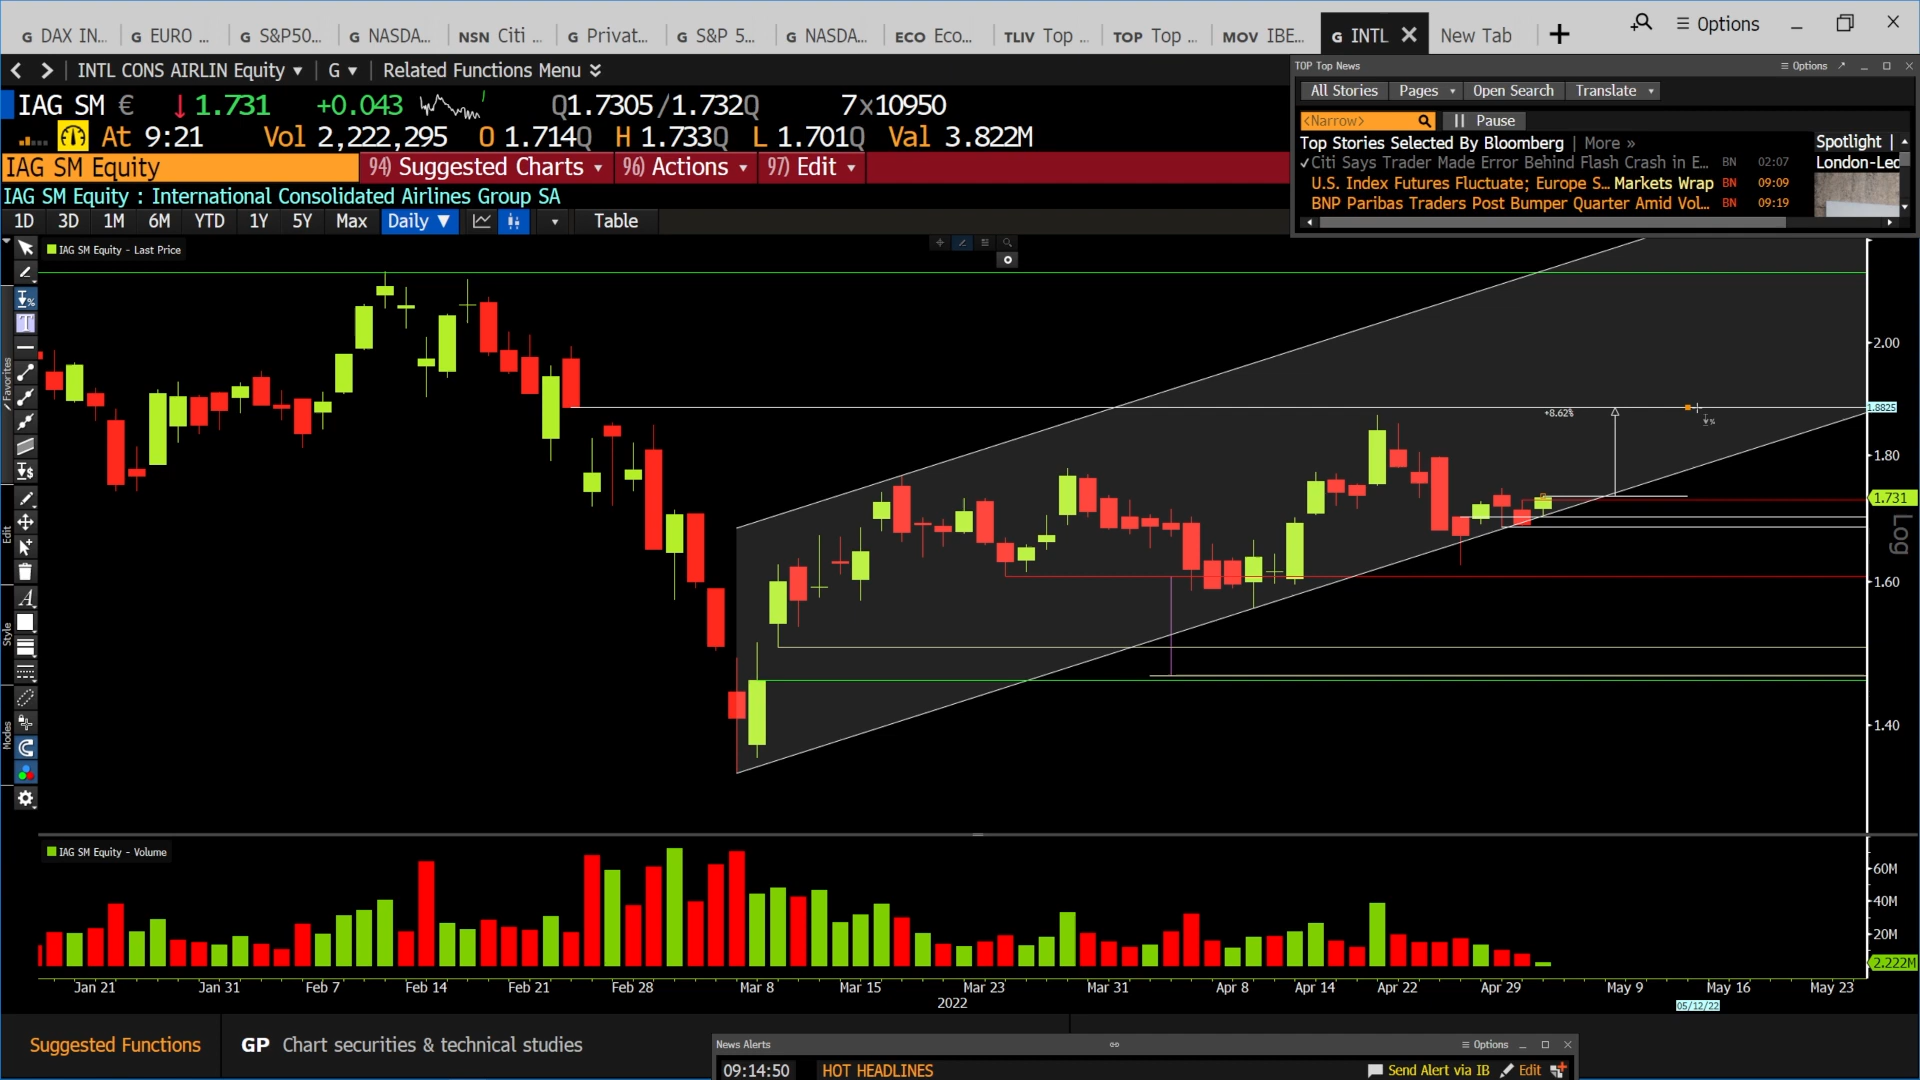 G DAX IN... G EURO ... G S&P50... G NASDA... NSN Citi ... G Privat... G S&P 5... G NASDA... ECO Eco... TLIV Top ... TOP Top ... MOV IBE... G INTL New Tab Options
INTL CONS AIRLIN Equity G Related Functions Menu
IAG SM € 1.731 +0.043 Q1.7305/1.732Q 7x10950
At 9:21 Vol 2,222,295 O 1.714Q H 1.733Q L 1.701Q Val 3.822M
IAG SM Equity 94) Suggested Charts 96) Actions 97) Edit
IAG SM Equity : International Consolidated Airlines Group SA
1D 3D 1M 6M YTD 1Y 5Y Max Daily Table
TOP Top News Options
All Stories Pages Open Search Translate
<Narrow> Pause
Top Stories Selected By Bloomberg | More »
Citi Says Trader Made Error Behind Flash Crash in E... BN 02:07
U.S. Index Futures Fluctuate; Europe S... Markets Wrap BN 09:09
BNP Paribas Traders Post Bumper Quarter Amid Vol... BN 09:19
Spotlight |
London-Led
IAG SM Equity - Last Price
Favorites
Edit
Style
Modes
2.00
1.8825
+8.62%
1.80
1.731
Log
1.60
1.40
IAG SM Equity - Volume
60M
40M
20M
2.222M
Jan 21 Jan 31 Feb 7 Feb 14 Feb 21 Feb 28 Mar 8 Mar 15 Mar 23 Mar 31 Apr 8 Apr 14 Apr 22 Apr 29 May 9 May 16 May 23
2022
05/12/22
Suggested Functions GP Chart securities & technical studies
News Alerts Options
09:14:50 HOT HEADLINES Send Alert via IB Edit